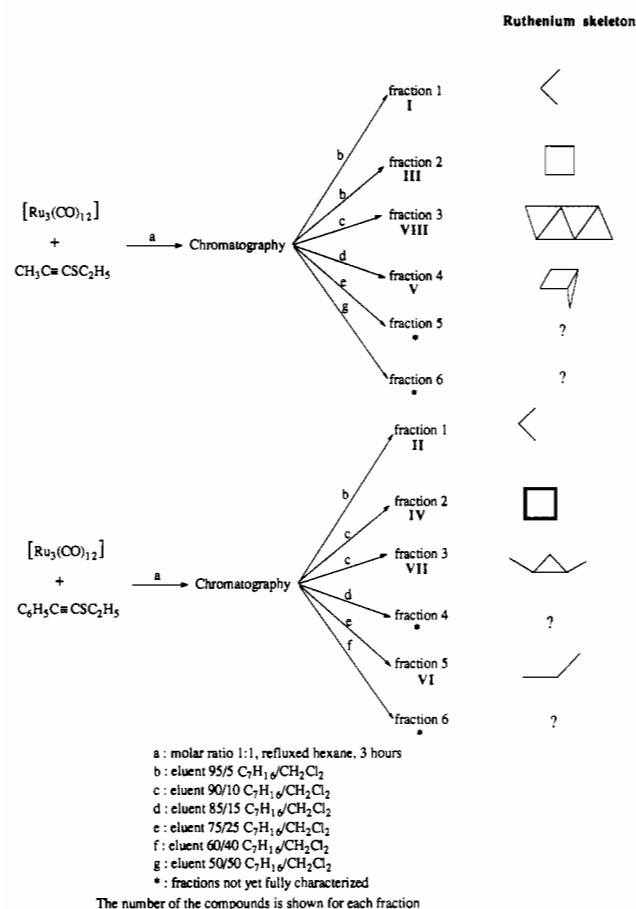 Ruthenium skeleton
fraction 1
I
b
fraction 2
III
b
[Ru3(CO)12]
+
CH3C≡CSC2H5
a
Chromatography
c
fraction 3
VIII
d
fraction 4
V
e
fraction 5
*
?
g
fraction 6
*
?
fraction 1
II
b
fraction 2
IV
c
[Ru3(CO)12]
+
C6H5C≡CSC2H5
a
Chromatography
c
fraction 3
VII
d
fraction 4
*
?
e
fraction 5
VI
f
fraction 6
*
?
a : molar ratio 1:1, refluxed hexane, 3 hours
b : eluent 95/5 C7H16/CH2Cl2
c : eluent 90/10 C7H16/CH2Cl2
d : eluent 85/15 C7H16/CH2Cl2
e : eluent 75/25 C7H16/CH2Cl2
f : eluent 60/40 C7H16/CH2Cl2
g : eluent 50/50 C7H16/CH2Cl2
* : fractions not yet fully characterized
The number of the compounds is shown for each fraction